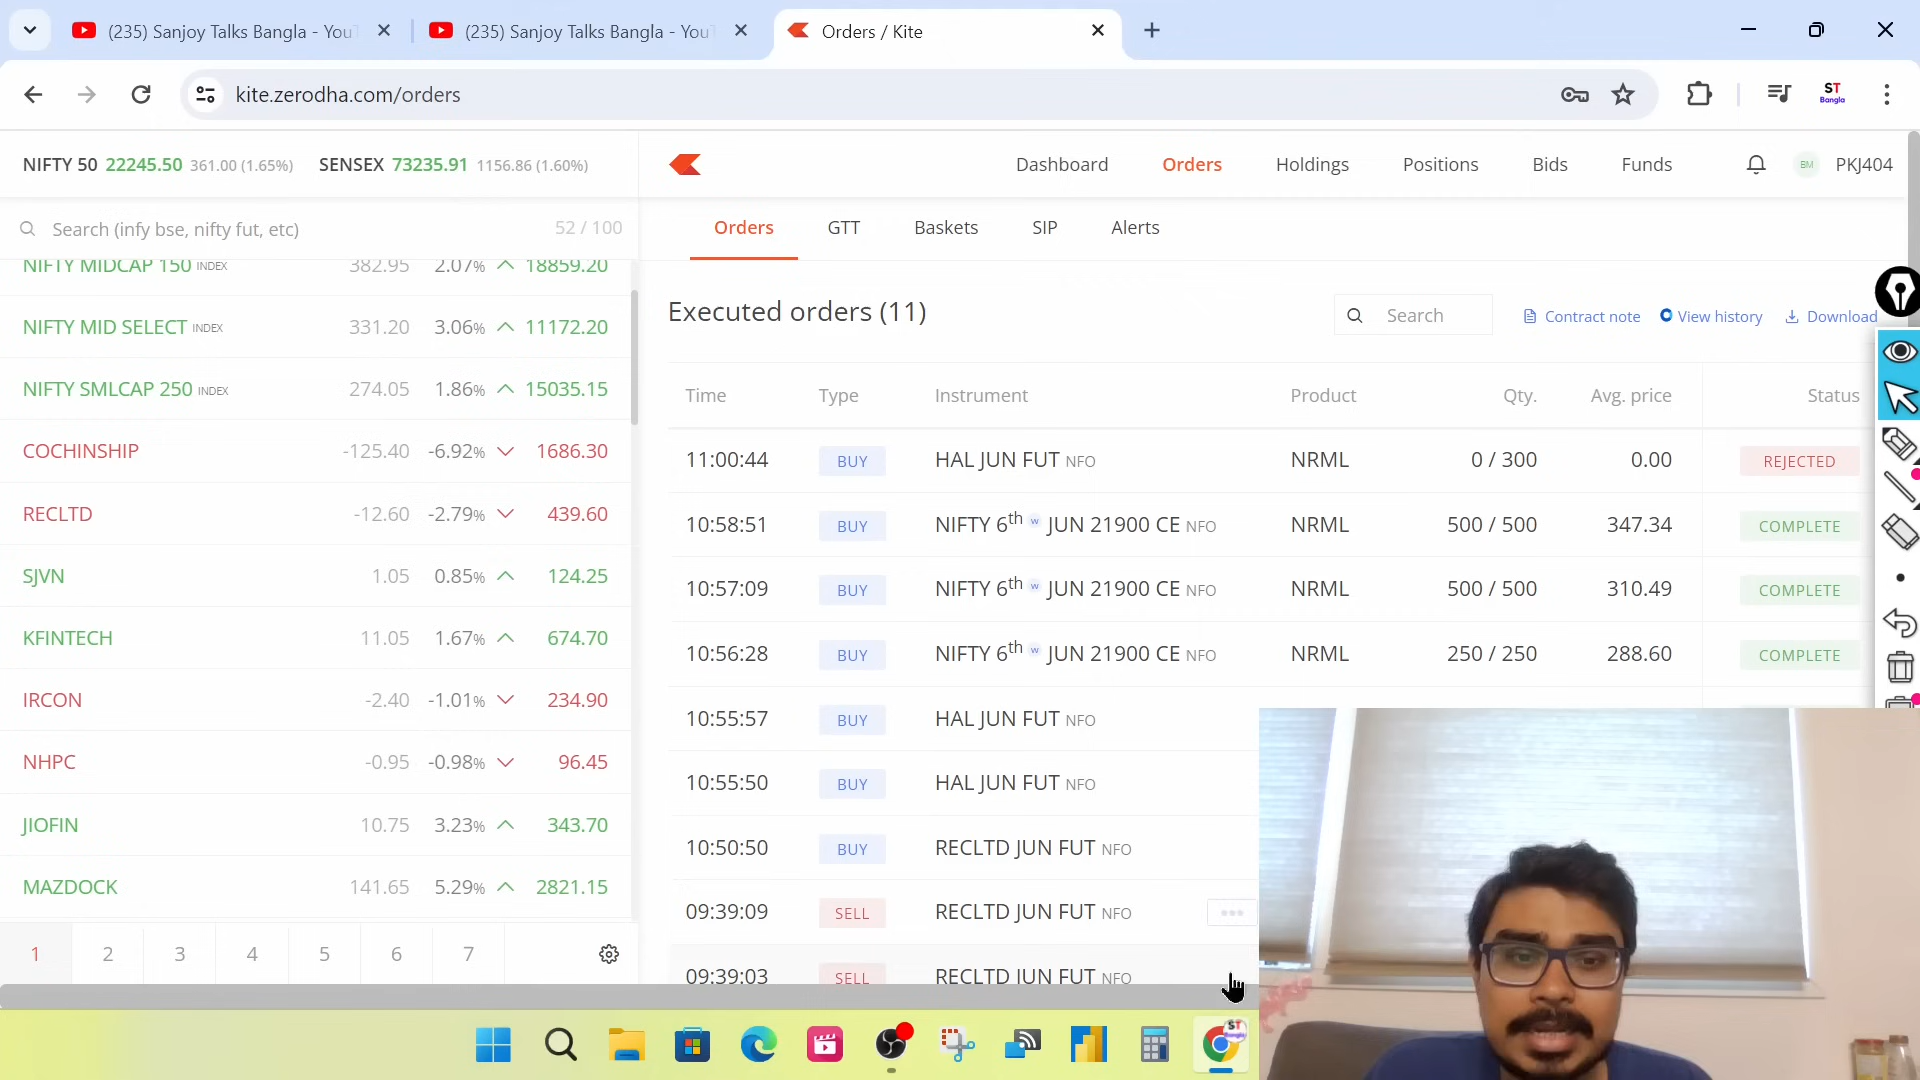 (235) Sanjoy Talks Bangla - You
(235) Sanjoy Talks Bangla - You
Orders / Kite
kite.zerodha.com/orders
ST
Bangla
NIFTY 50 22245.50 361.00 (1.65%) SENSEX 73235.91 1156.86 (1.60%)
Dashboard Orders Holdings Positions Bids Funds BM PKJ404
Search (infy bse, nifty fut, etc) 52 / 100
Orders GTT Baskets SIP Alerts
NIFTY MIDCAP 150 INDEX 382.95 2.07% 18859.20
NIFTY MID SELECT INDEX 331.20 3.06% 11172.20
NIFTY SMLCAP 250 INDEX 274.05 1.86% 15035.15
COCHINSHIP -125.40 -6.92% 1686.30
RECLTD -12.60 -2.79% 439.60
SJVN 1.05 0.85% 124.25
KFINTECH 11.05 1.67% 674.70
IRCON -2.40 -1.01% 234.90
NHPC -0.95 -0.98% 96.45
JIOFIN 10.75 3.23% 343.70
MAZDOCK 141.65 5.29% 2821.15
1 2 3 4 5 6 7
Executed orders (11) Search Contract note View history Download
Time Type Instrument Product Qty. Avg. price Status
11:00:44 BUY HAL JUN FUT NFO NRML 0 / 300 0.00 REJECTED
10:58:51 BUY NIFTY 6th w JUN 21900 CE NFO NRML 500 / 500 347.34 COMPLETE
10:57:09 BUY NIFTY 6th w JUN 21900 CE NFO NRML 500 / 500 310.49 COMPLETE
10:56:28 BUY NIFTY 6th w JUN 21900 CE NFO NRML 250 / 250 288.60 COMPLETE
10:55:57 BUY HAL JUN FUT NFO
10:55:50 BUY HAL JUN FUT NFO
10:50:50 BUY RECLTD JUN FUT NFO
09:39:09 SELL RECLTD JUN FUT NFO
09:39:03 SELL RECLTD JUN FUT NFO
ST
Bangla